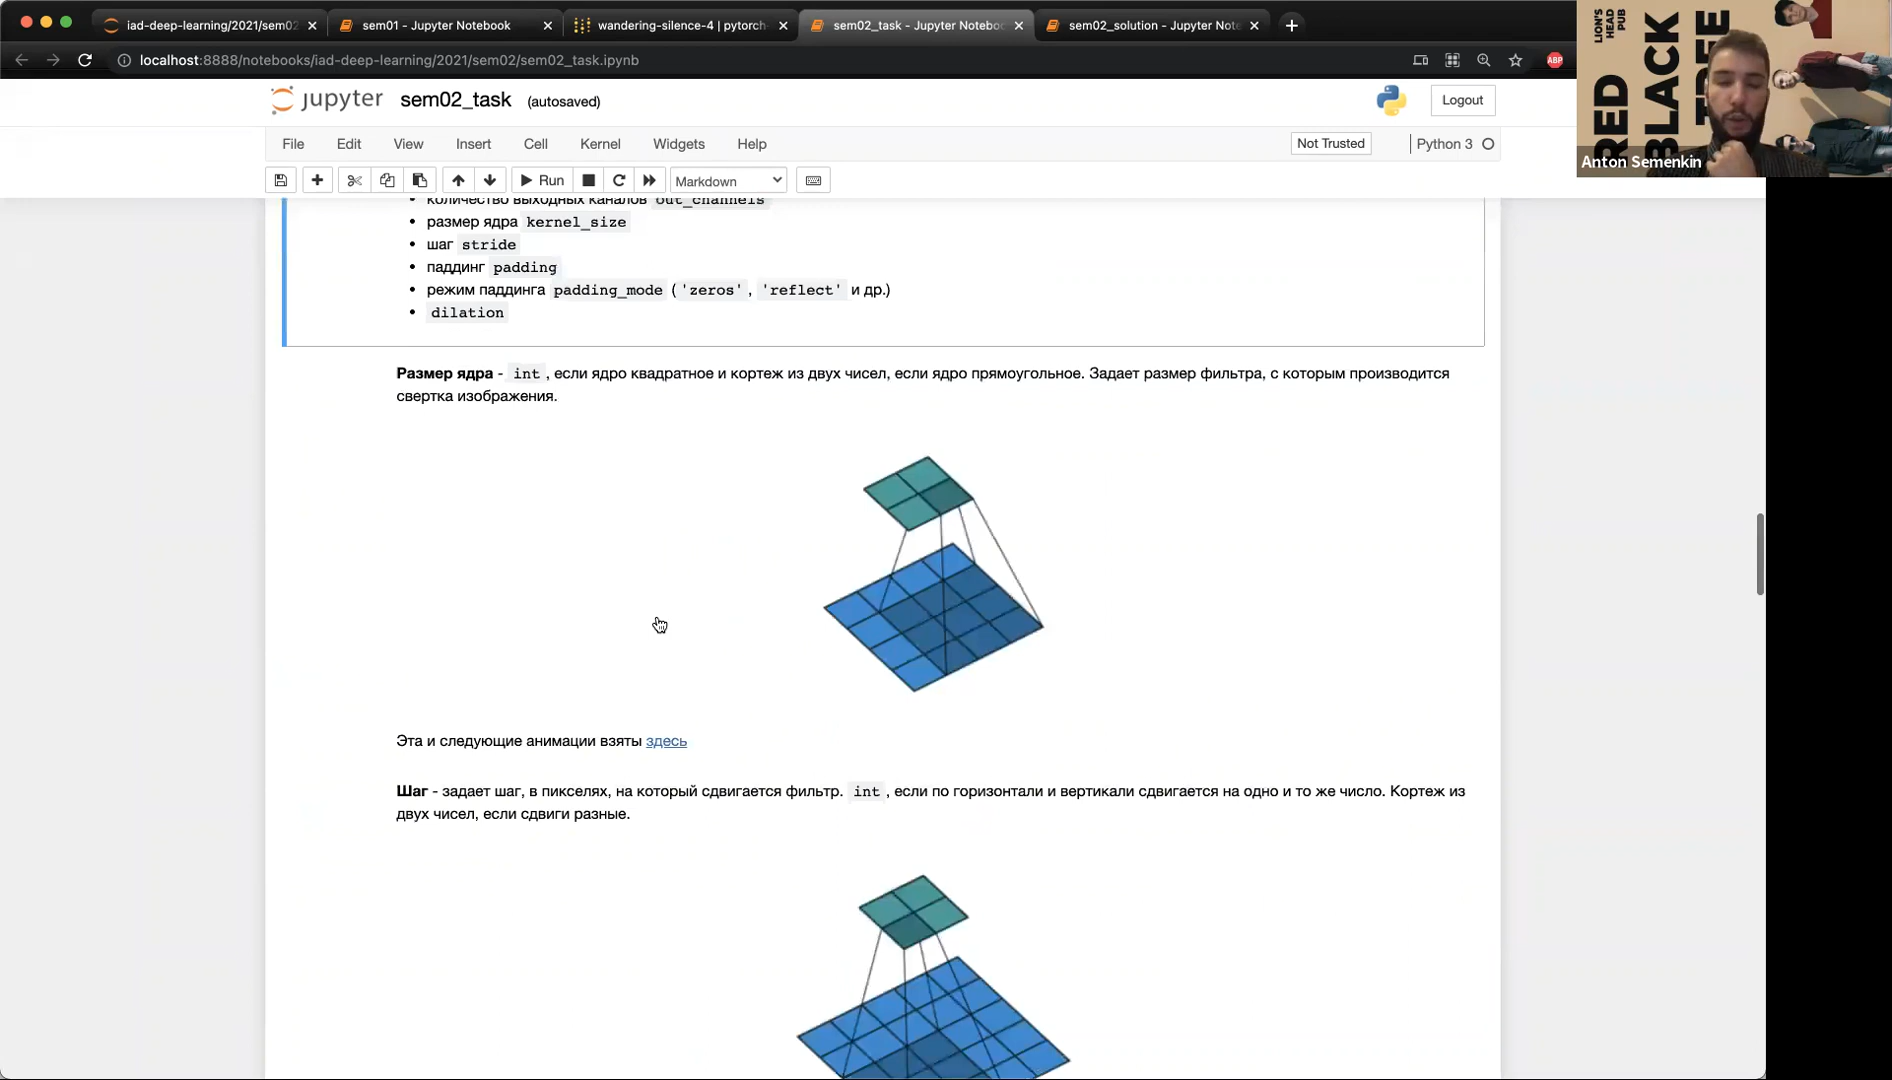 iad-deep-learning/2021/sem02
sem01 - Jupyter Notebook
wandering-silence-4 | pytorch-
sem02_task - Jupyter Noteboo
sem02_solution - Jupyter Note
localhost:8888/notebooks/iad-deep-learning/2021/sem02/sem02_task.ipynb
ABP
LION'S
HEAD
PUB
RED
BLACK
TREE
Anton Semenkin
jupyter sem02_task (autosaved)
Logout
File Edit View Insert Cell Kernel Widgets Help
Not Trusted
Python 3
Run
Markdown
количество выходных каналов out_channels
размер ядра kernel_size
шаг stride
паддинг padding
режим паддинга padding_mode ('zeros', 'reflect' и др.)
dilation
Размер ядра - int, если ядро квадратное и кортеж из двух чисел, если ядро прямоугольное. Задает размер фильтра, с которым производится
свертка изображения.
Эта и следующие анимации взяты здесь
Шаг - задает шаг, в пикселях, на который сдвигается фильтр. int, если по горизонтали и вертикали сдвигается на одно и то же число. Кортеж из
двух чисел, если сдвиги разные.